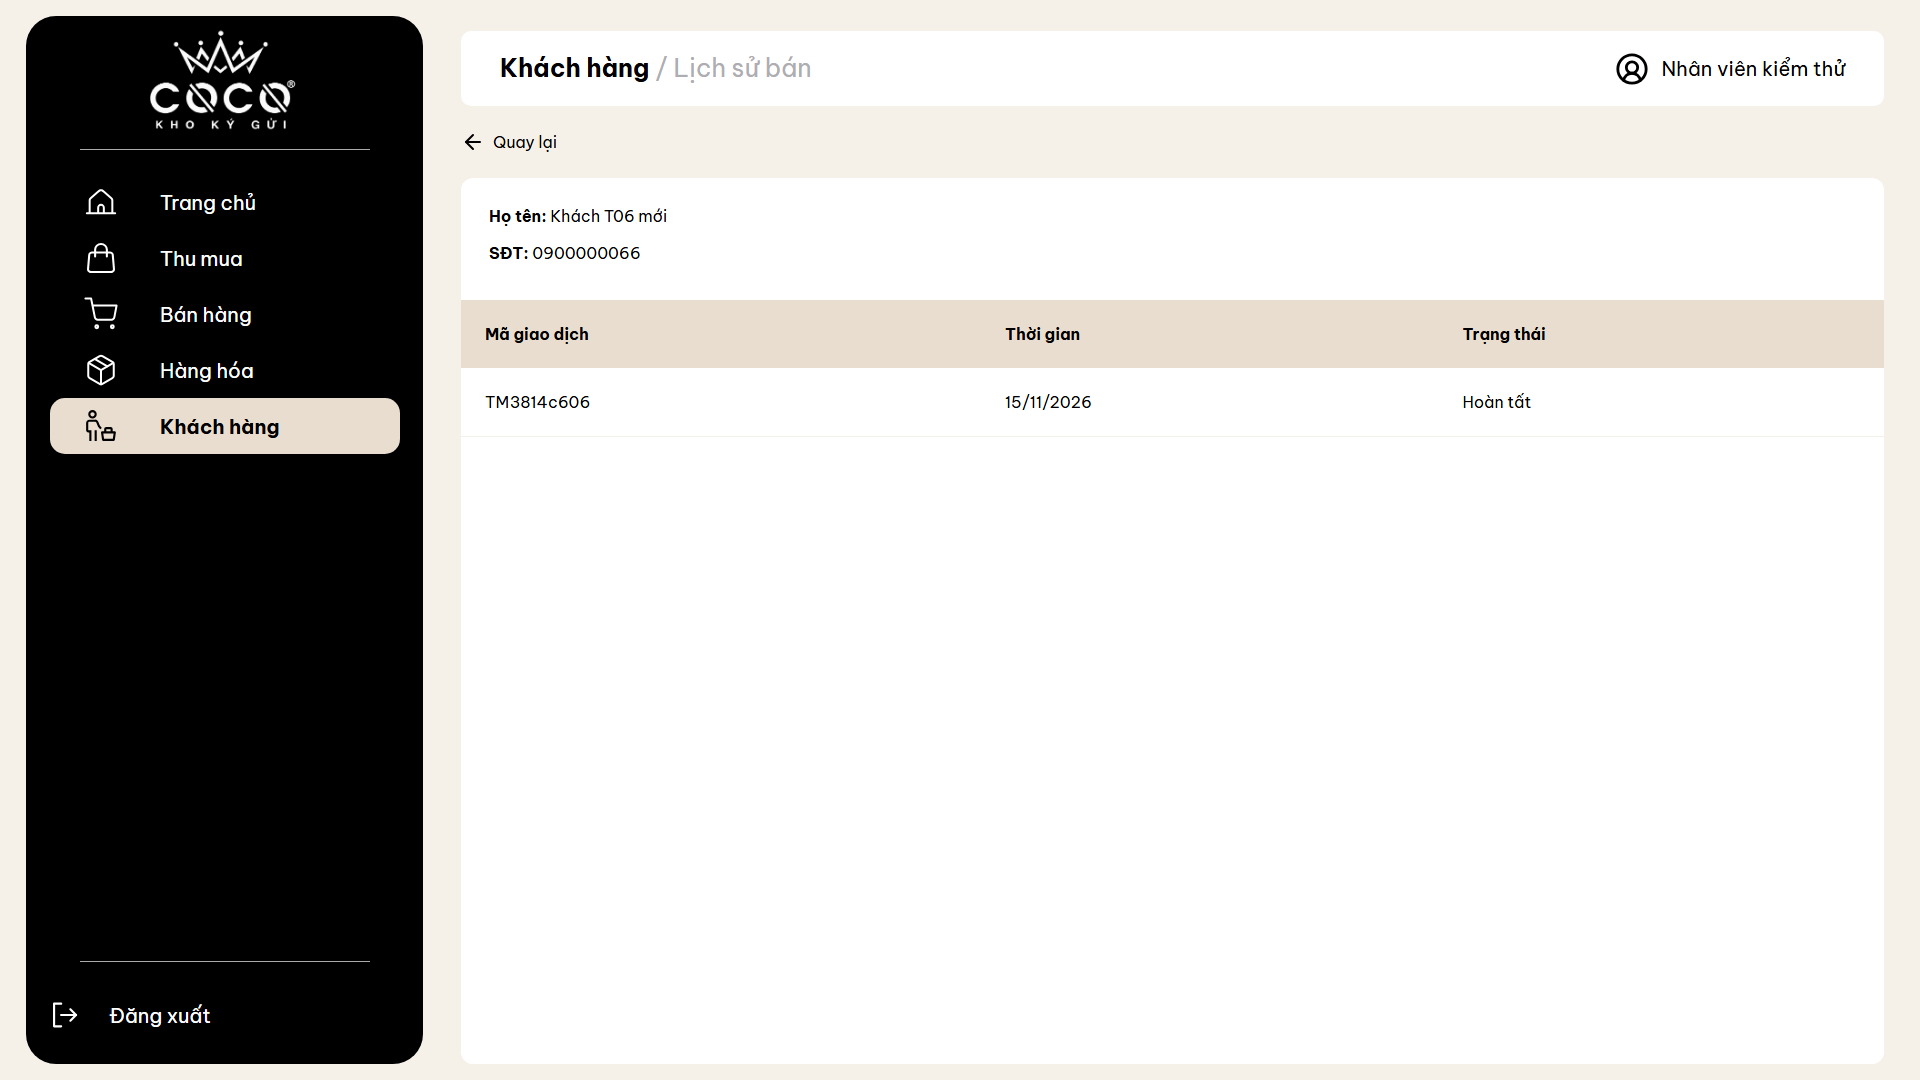 COCO®
KHO KÝ GỬI
Trang chủ
Thu mua
Bán hàng
Hàng hóa
Khách hàng
Đăng xuất
Khách hàng / Lịch sử bán
Nhân viên kiểm thử
Quay lại
Họ tên: Khách T06 mới
SĐT: 0900000066
Mã giao dịch Thời gian Trạng thái
TM3814c606 15/11/2026 Hoàn tất